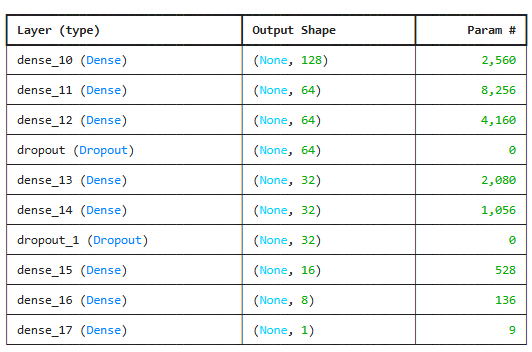 Layer (type) Output Shape Param #
dense_10 (Dense) (None, 128) 2,560
dense_11 (Dense) (None, 64) 8,256
dense_12 (Dense) (None, 64) 4,160
dropout (Dropout) (None, 64) 0
dense_13 (Dense) (None, 32) 2,080
dense_14 (Dense) (None, 32) 1,056
dropout_1 (Dropout) (None, 32) 0
dense_15 (Dense) (None, 16) 528
dense_16 (Dense) (None, 8) 136
dense_17 (Dense) (None, 1) 9